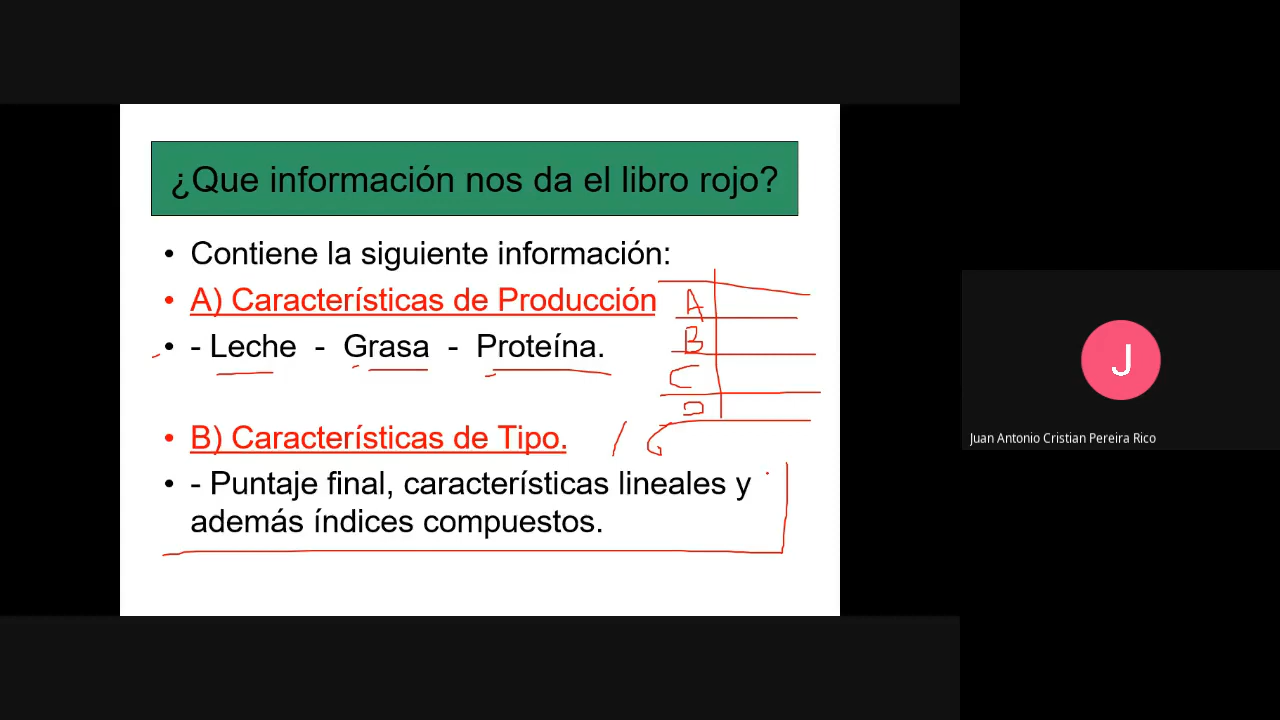 ¿Que información nos da el libro rojo?
• Contiene la siguiente información:
• A) Características de Producción
• - Leche - Grasa - Proteína.
A
B
C
D
• B) Características de Tipo.
• - Puntaje final, características lineales y
además índices compuestos.
J
Juan Antonio Cristian Pereira Rico